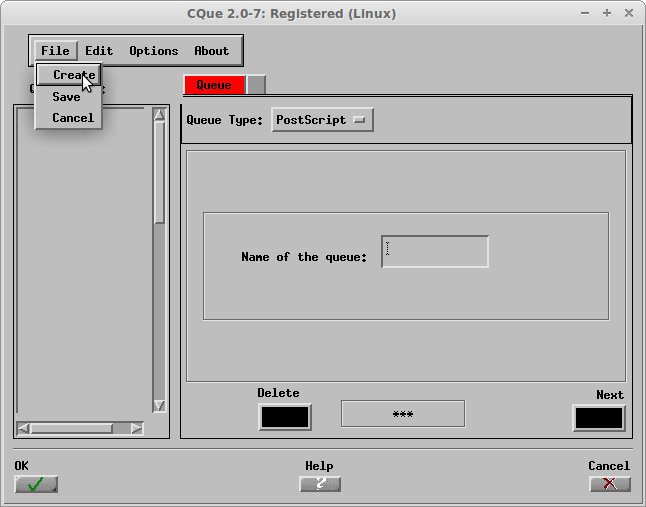 CQue 2.0-7: Registered (Linux)
File Edit Options About
Create
Save
Cancel
Queue
Queue Type: PostScript
Name of the queue:
Delete
***
Next
OK
Help
?
Cancel